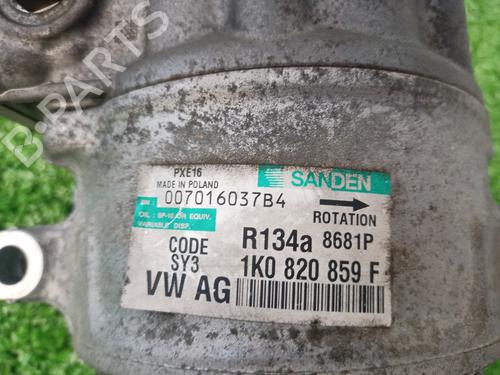 PXE16
MADE IN POLAND
SANDEN
SN: 007016037B4
ROTATION
OIL: SP-10 OR EQUIV.
VARIABLE DISP.
CODE
SY3
R134a 8681P
1K0 820 859 F
VW AG
B-PARTS